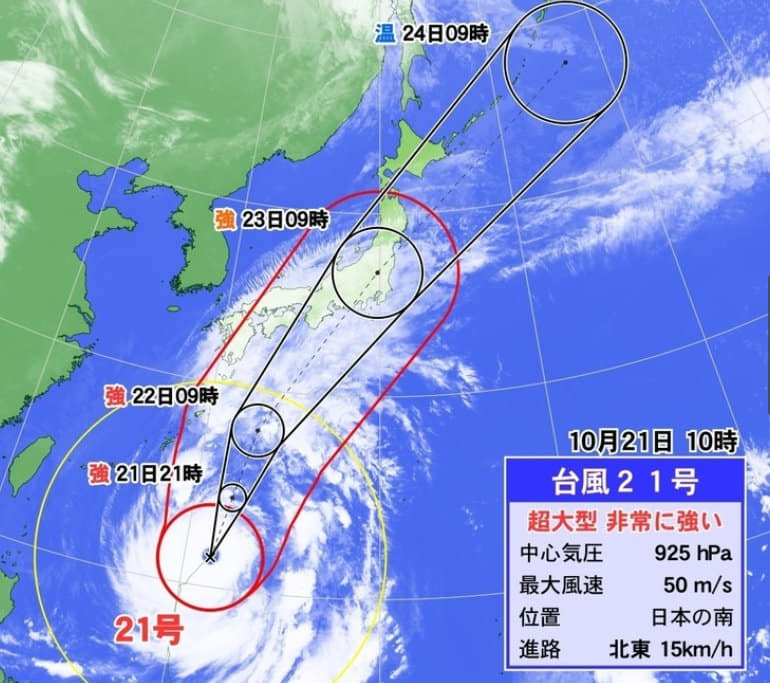 温 24日09時
強 23日09時
強 22日09時
強 21日21時
21号
10月21日 10時
台風21号
超大型 非常に強い
中心気圧 925 hPa
最大風速 50 m/s
位置 日本の南
進路 北東 15km/h